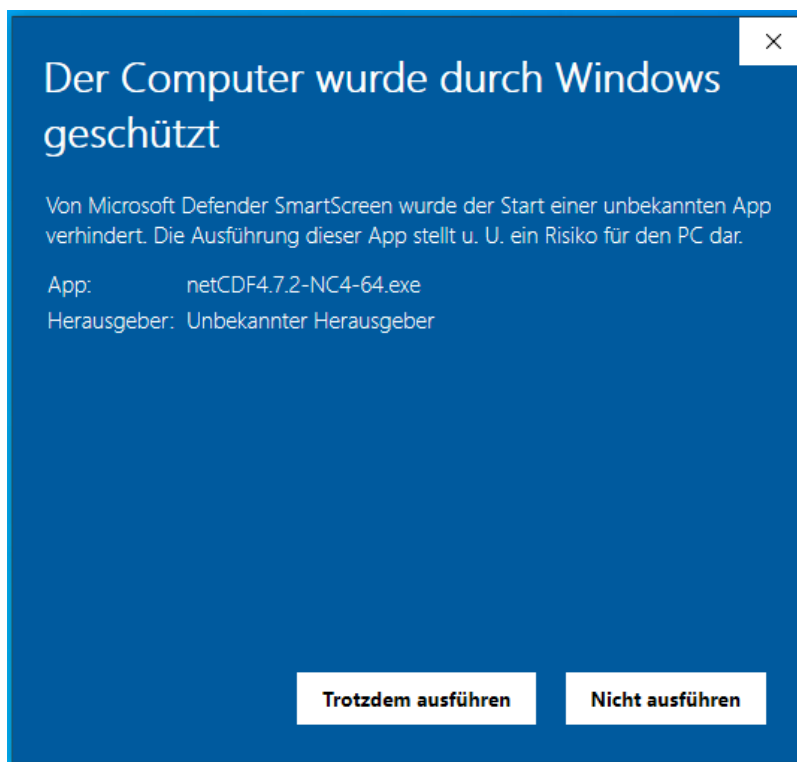 Der Computer wurde durch Windows
geschützt
Von Microsoft Defender SmartScreen wurde der Start einer unbekannten App
verhindert. Die Ausführung dieser App stellt u. U. ein Risiko für den PC dar.
App: netCDF4.7.2-NC4-64.exe
Herausgeber: Unbekannter Herausgeber
Trotzdem ausführen Nicht ausführen